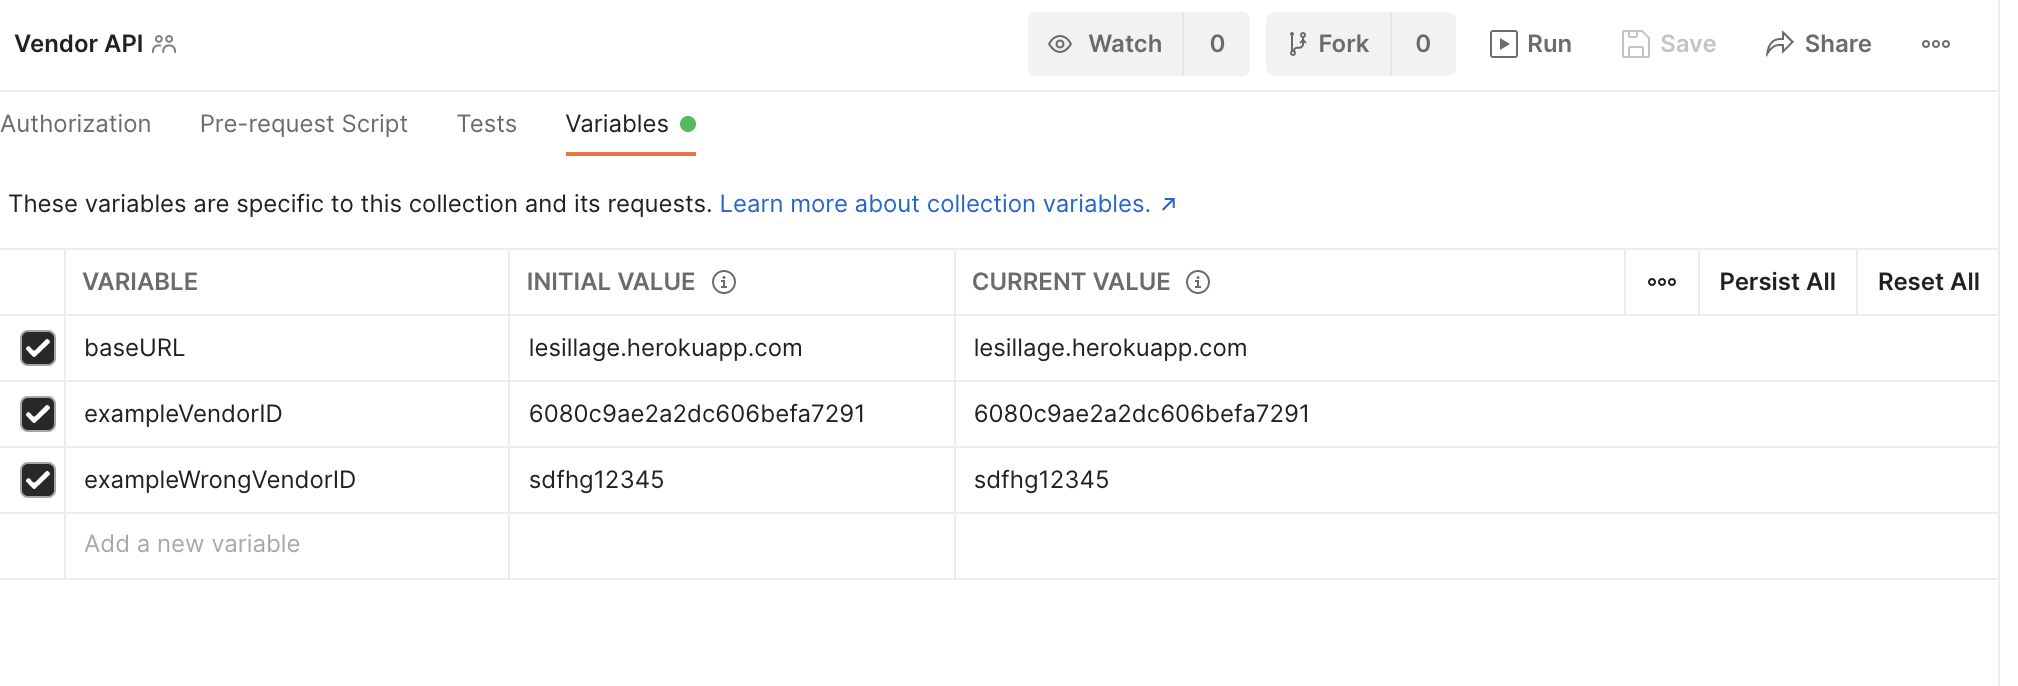 Vendor API Watch 0 Fork 0 Run Save Share
Authorization Pre-request Script Tests Variables
These variables are specific to this collection and its requests. Learn more about collection variables. ↗
VARIABLE INITIAL VALUE CURRENT VALUE Persist All Reset All
baseURL lesillage.herokuapp.com lesillage.herokuapp.com
exampleVendorID 6080c9ae2a2dc606befa7291 6080c9ae2a2dc606befa7291
exampleWrongVendorID sdfhg12345 sdfhg12345
Add a new variable